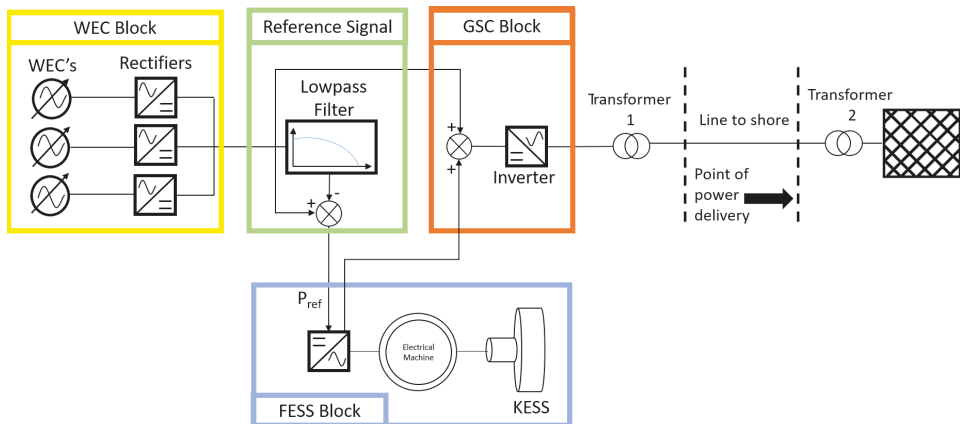 WEC Block
WEC's
Rectifiers
Reference Signal
Lowpass
Filter
-
+
GSC Block
+
+
Inverter
Transformer
1
Line to shore
Point of
power
delivery
Transformer
2
Pref
Electrical
Machine
KESS
FESS Block